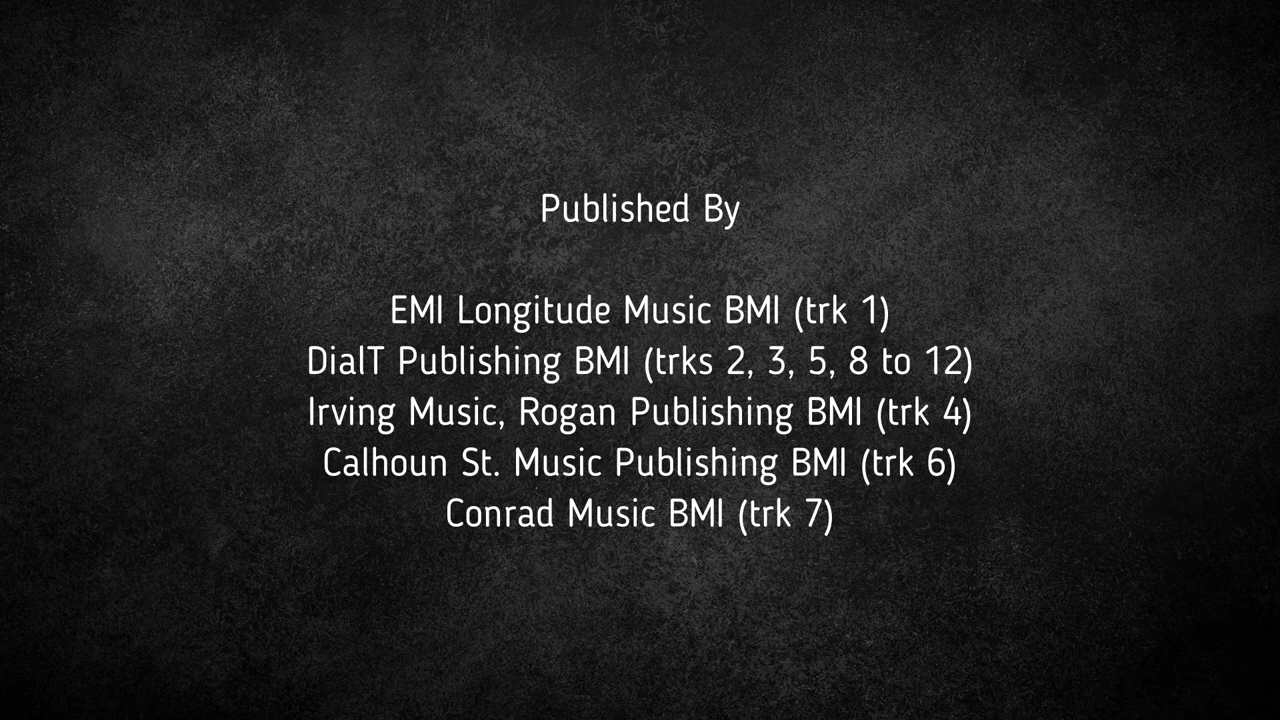 Published By
EMI Longitude Music BMI (trk 1)
DialT Publishing BMI (trks 2, 3, 5, 8 to 12)
Irving Music, Rogan Publishing BMI (trk 4)
Calhoun St. Music Publishing BMI (trk 6)
Conrad Music BMI (trk 7)